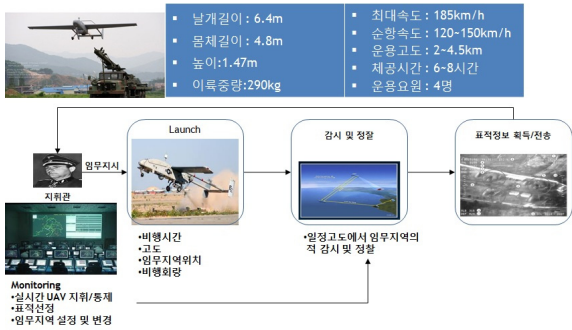 ▪ 날개길이 : 6.4m
▪ 몸체길이 : 4.8m
▪ 높이:1.47m
▪ 이륙중량:290kg
▪ 최대속도 : 185km/h
▪ 순항속도 : 120~150km/h
▪ 운용고도 : 2~4.5km
▪ 체공시간 : 6~8시간
▪ 운용요원 : 4명
임무지시
지휘관
Launch
•비행시간
•고도
•임무지역위치
•비행회랑
감시 및 정찰
•일정고도에서 임무지역의
적 감시 및 정찰
표적정보 획득/전송
Monitoring
•실시간 UAV 지휘/통제
•표적선정
•임무지역 설정 및 변경